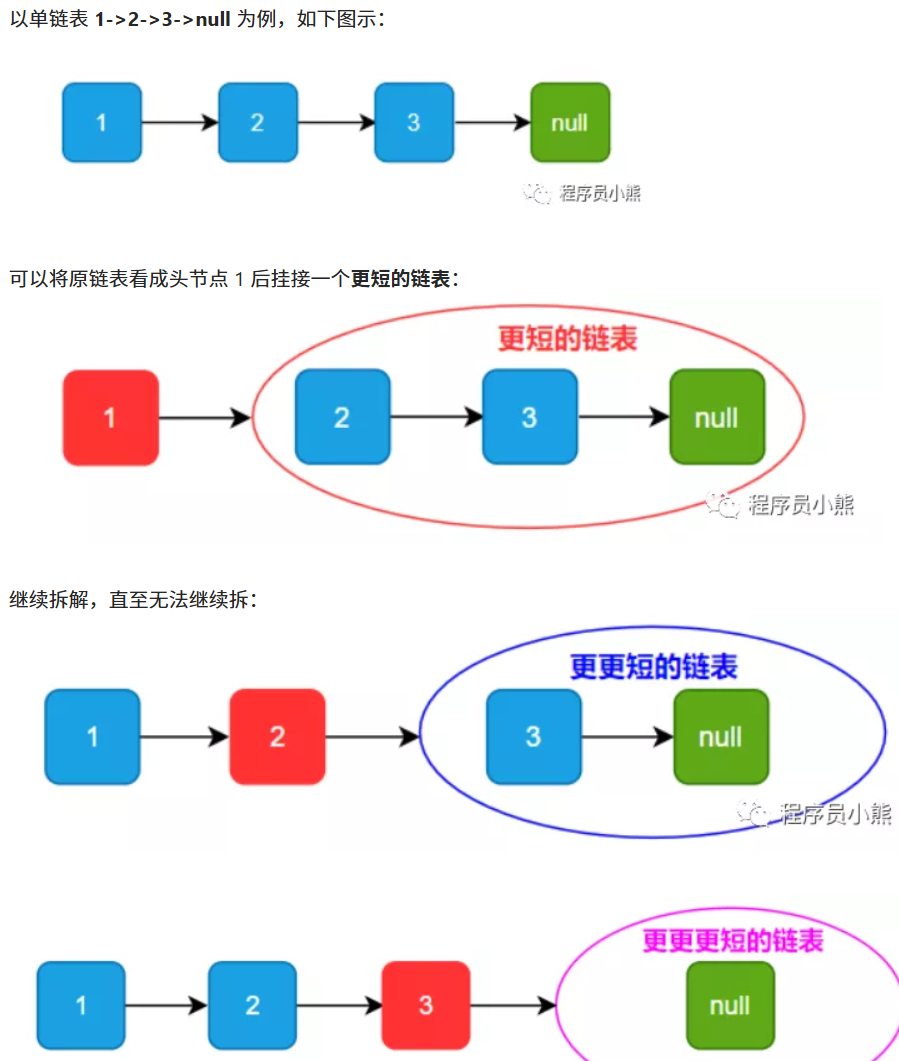 以单链表 1->2->3->null 为例，如下图示：
1 2 3 null
程序员小熊
可以将原链表看成头节点 1 后挂接一个更短的链表：
更短的链表
1 2 3 null
程序员小熊
继续拆解，直至无法继续拆：
更更短的链表
1 2 3 null
程序员小熊
更更更短的链表
1 2 3 null